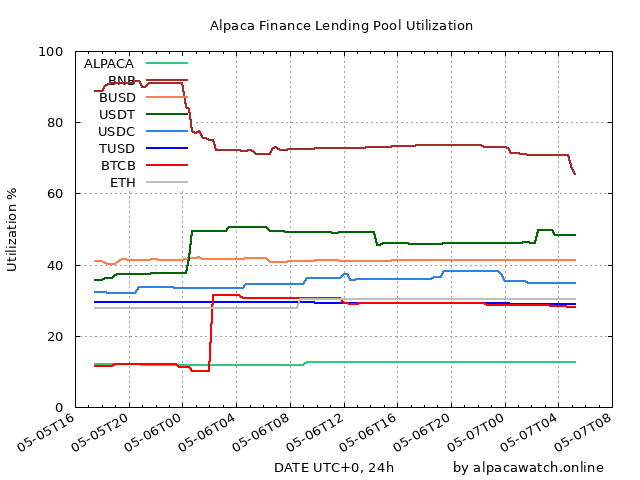 Alpaca Finance Lending Pool Utilization
Utilization %
100
80
60
40
20
0
ALPACA
BNB
BUSD
USDT
USDC
TUSD
BTCB
ETH
05-05T16
05-05T20
05-06T00
05-06T04
05-06T08
05-06T12
05-06T16
05-06T20
05-07T00
05-07T04
05-07T08
DATE UTC+0, 24h
by alpacawatch.online